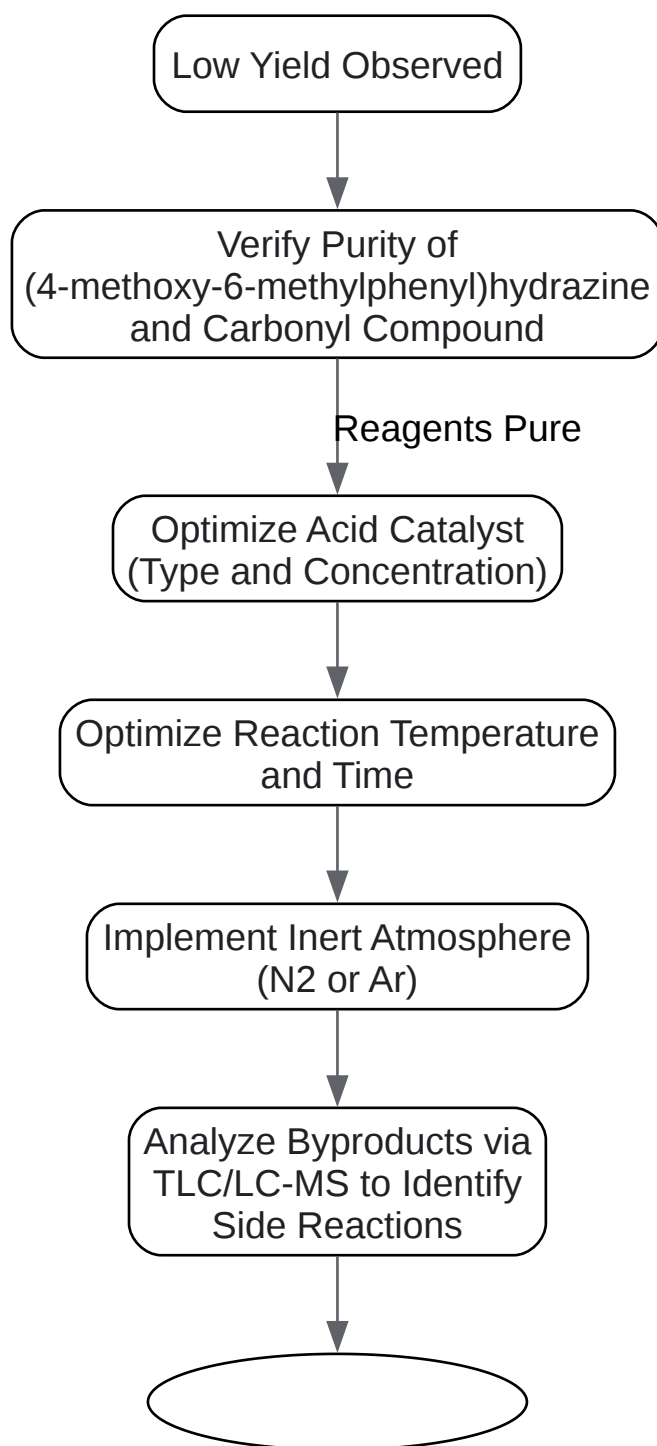 Low Yield Observed
Verify Purity of
(4-methoxy-6-methylphenyl)hydrazine
and Carbonyl Compound
Reagents Pure
Optimize Acid Catalyst
(Type and Concentration)
Optimize Reaction Temperature
and Time
Implement Inert Atmosphere
(N2 or Ar)
Analyze Byproducts via
TLC/LC-MS to Identify
Side Reactions